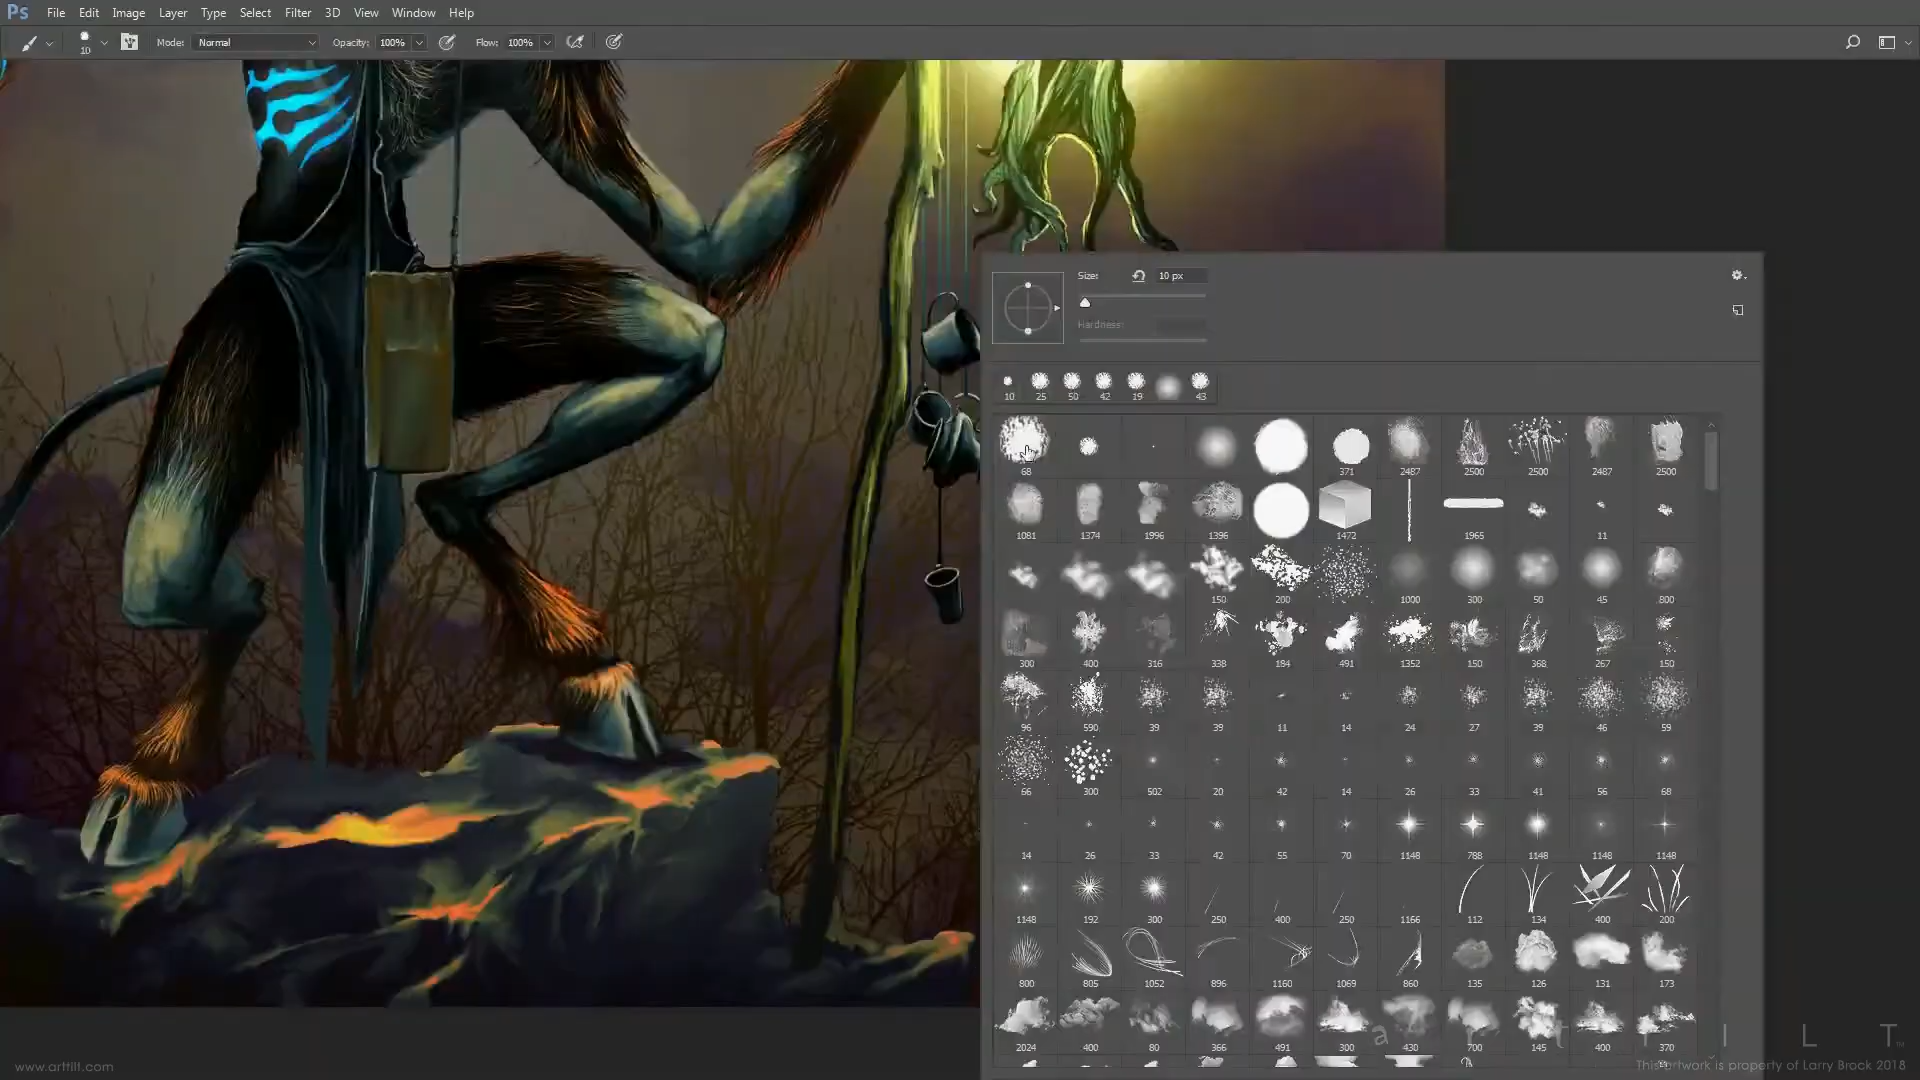 Ps File Edit Image Layer Type Select Filter 3D View Window Help
10 Mode: Normal Opacity: 100% Flow: 100%
Size: 10 px
Hardness:
10 25 50 42 19 43
68 371 2487 2500 2500 2487 2500
1081 1374 1996 1396 1472 1965 11
150 200 1000 300 50 45 800
300 400 316 338 184 491 1352 150 368 267 150
96 590 39 39 11 14 24 27 39 46 59
66 300 502 20 42 14 26 33 41 56 68
14 26 33 42 55 70 1148 788 1148 1148 1148
1148 192 300 250 400 250 1166 112 134 400 200
800 805 1052 896 1160 1069 860 135 126 131 173
2024 400 80 366 491 300 430 700 145 400 370
a r t T I L T
www.arttilt.com
This artwork is property of Larry Brock 2018